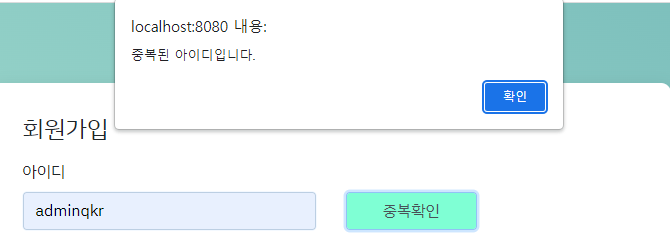 localhost:8080 내용:
중복된 아이디입니다.
확인
회원가입
아이디
adminqkr
중복확인